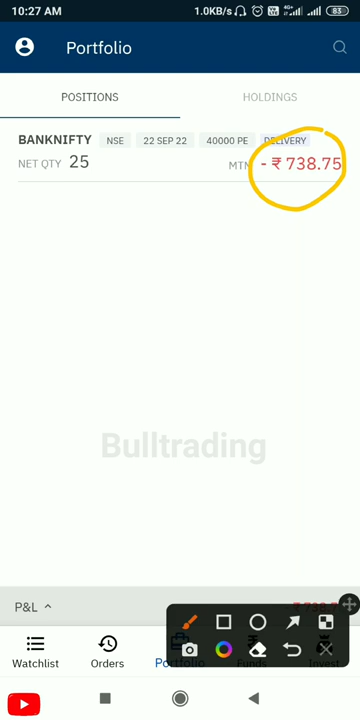 10:27 AM 1.0KB/s 4G+ 83
Portfolio
POSITIONS HOLDINGS
BANKNIFTY NSE 22 SEP 22 40000 PE DELIVERY
NET QTY 25 - ₹ 738.75
Bulltrading
P&L
Watchlist Orders Portfolio Funds Invest